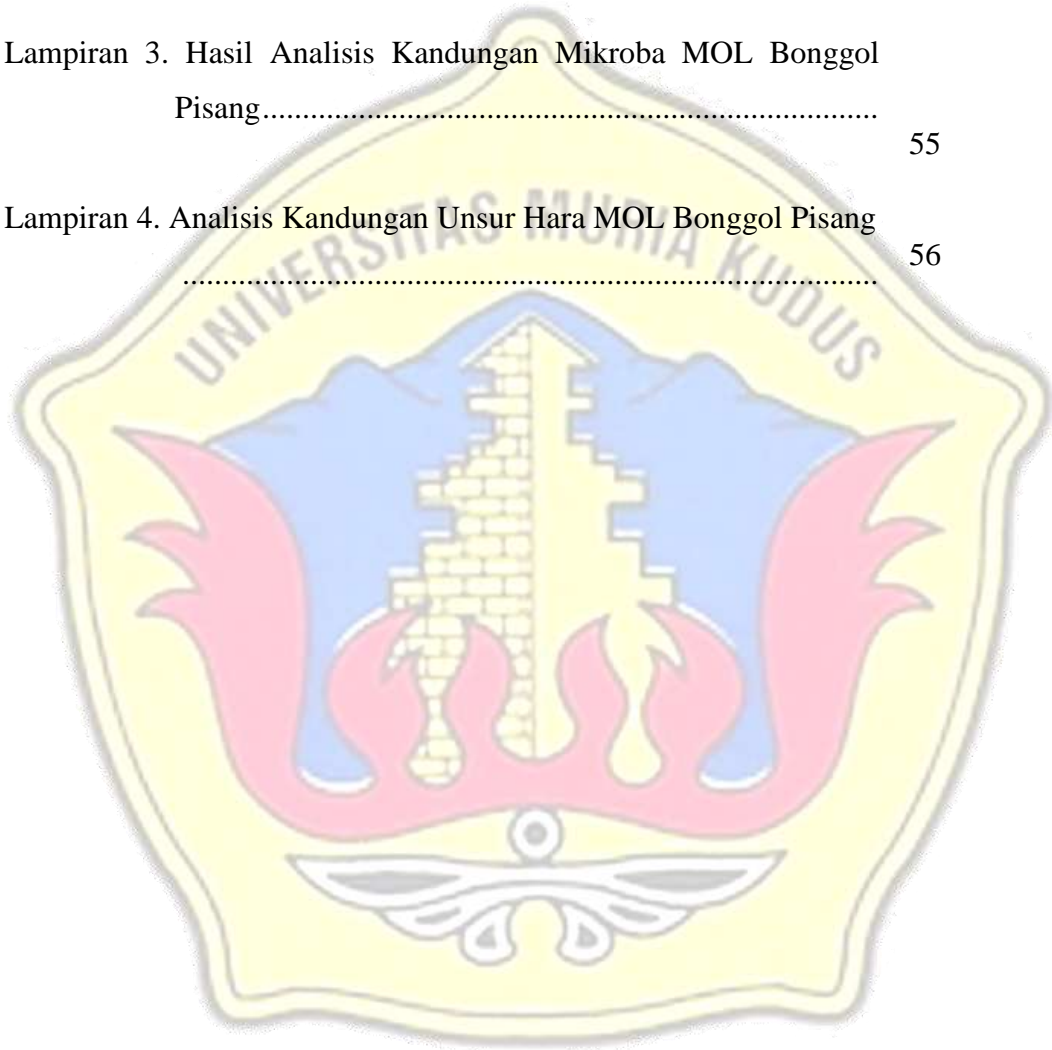 Lampiran 3. Hasil Analisis Kandungan Mikroba MOL Bonggol
Pisang.......................................................................
55
Lampiran 4. Analisis Kandungan Unsur Hara MOL Bonggol Pisang
................................................................................
56
UNIVERSITAS MURIA KUDUS